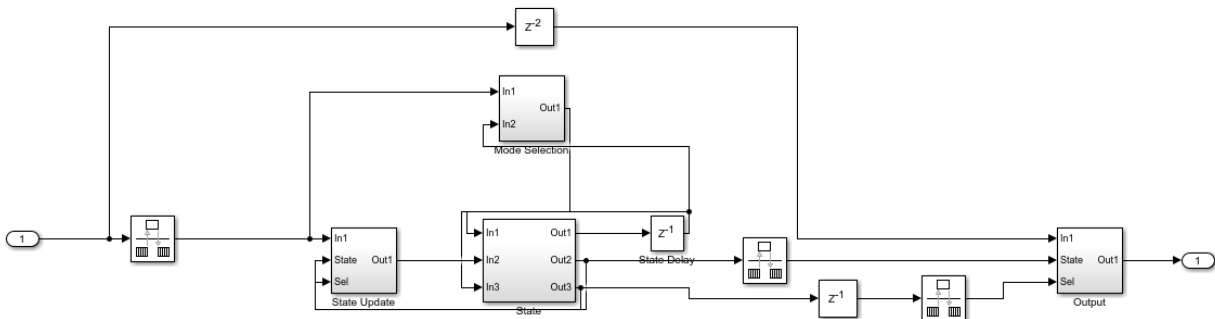 z-2
In1
Out1
In2
Mode Selection
1
In1
State
Out1
Sel
State Update
In1
Out1
In2
Out2
In3
Out3
State
z-1
State Delay
z-1
In1
State
Out1
Sel
Output
1